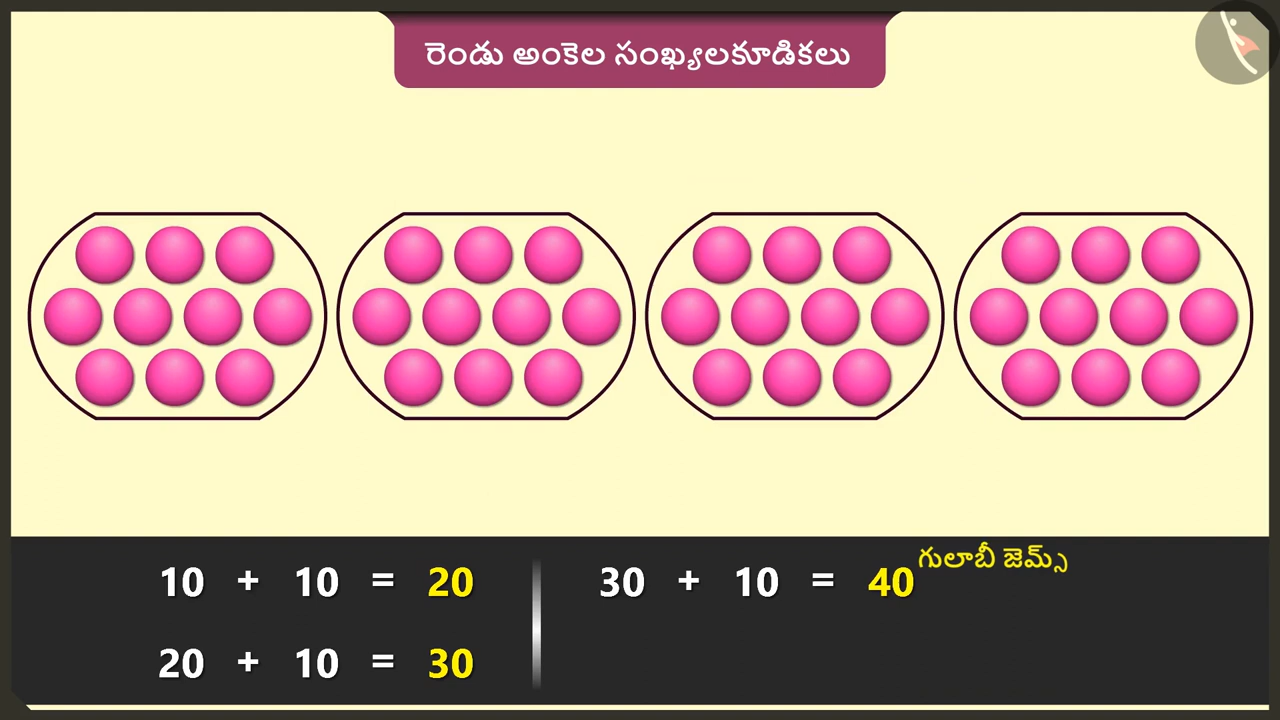 రెండు అంకెల సంఖ్యలకూడికలు
10 + 10 = 20
20 + 10 = 30
30 + 10 = 40 గులాబీ జెమ్స్